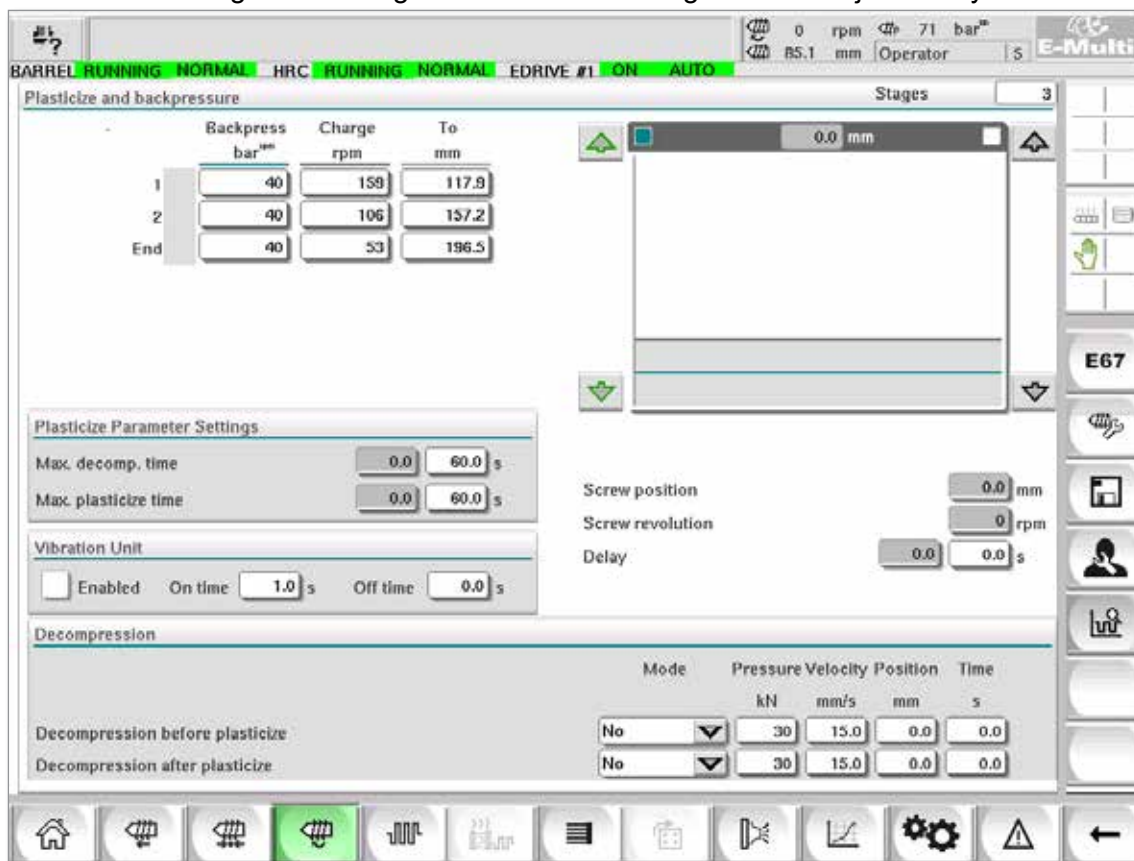 0 rpm 71 bar
85.1 mm Operator S
E-Multi
BARREL RUNNING NORMAL HRC RUNNING NORMAL EDRIVE #1 ON AUTO
Plasticize and backpressure
Stages 3
Backpress Charge To
bar rpm mm
0.0 mm
1 40 159 117.9
2 40 106 157.2
End 40 53 196.5
E67
Plasticize Parameter Settings
Max. decomp. time 0.0 60.0 s
Max. plasticize time 0.0 60.0 s
Screw position 0.0 mm
Screw revolution 0 rpm
Delay 0.0 0.0 s
Vibration Unit
Enabled On time 1.0 s Off time 0.0 s
Decompression
Mode Pressure Velocity Position Time
kN mm/s mm s
Decompression before plasticize No 30 15.0 0.0 0.0
Decompression after plasticize No 30 15.0 0.0 0.0